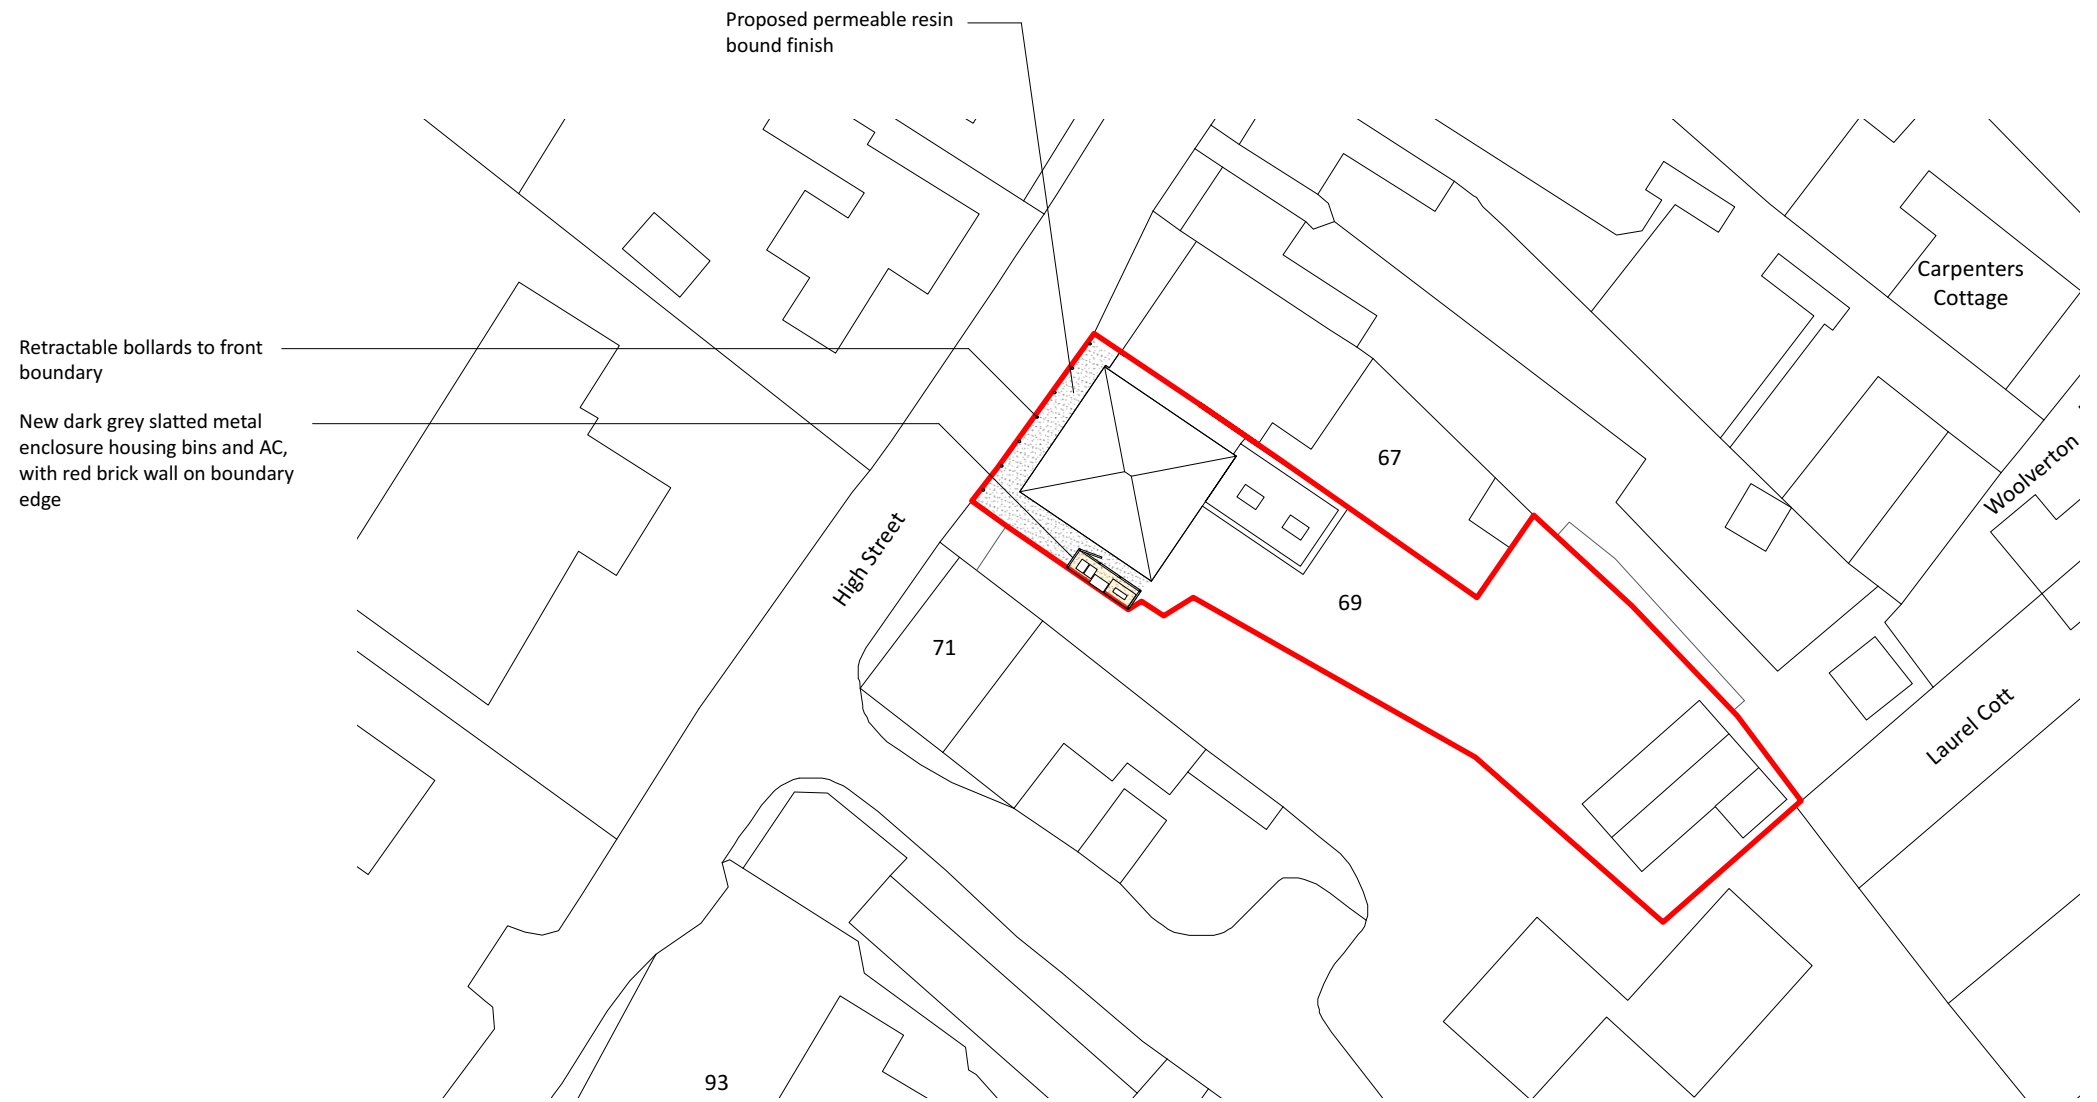 Proposed permeable resin
bound finish
Retractable bollards to front
boundary
New dark grey slatted metal
enclosure housing bins and AC,
with red brick wall on boundary
edge
Carpenters
Cottage
67
Woolverton
69
High Street
71
Laurel Cott
93